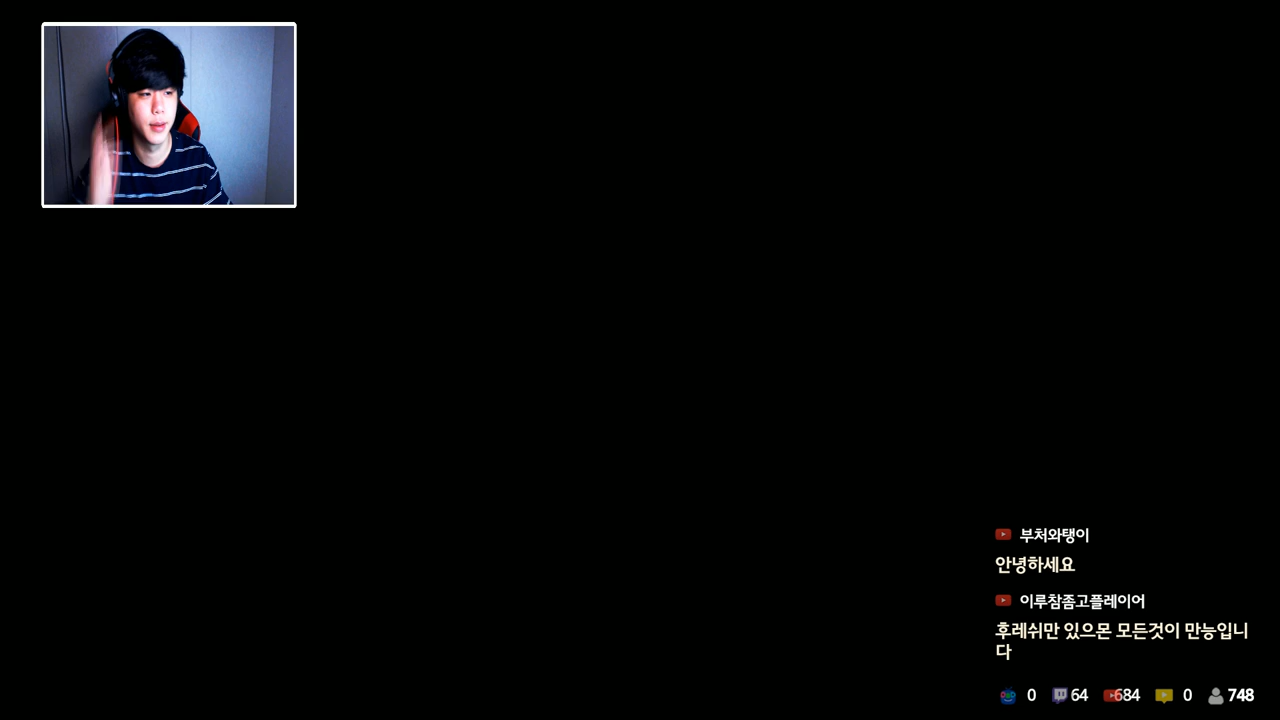 부처와탱이
안녕하세요
이루참좀고플레이어
후레쉬만 있으몬 모든것이 만능입니
다
0 64 684 0 748